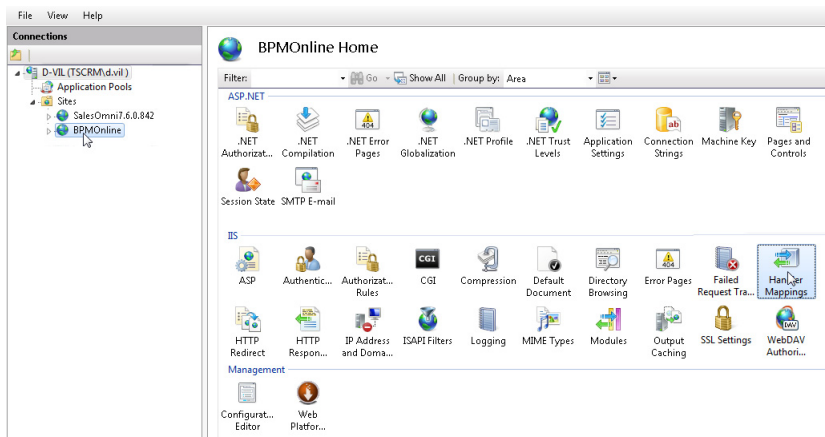 File View Help
Connections
BPMOnline Home
D-VIL (TSCRM\d.vil )
Application Pools
Sites
SalesOmni7.6.0.842
BPMOnline
Filter: Go Show All Group by: Area
ASP.NET
.NET Authorizat...
.NET Compilation
.NET Error Pages
.NET Globalization
.NET Profile
.NET Trust Levels
Application Settings
Connection Strings
Machine Key
Pages and Controls
Session State
SMTP E-mail
IIS
ASP
Authentic...
Authorizat... Rules
CGI
Compression
Default Document
Directory Browsing
Error Pages
Failed Request Tra...
Mappings
HTTP Redirect
HTTP Respon...
IP Address and Doma...
ISAPI Filters
Logging
MIME Types
Modules
Output Caching
SSL Settings
WebDAV Authori...
Management
Configurat... Editor
Web Platfor...